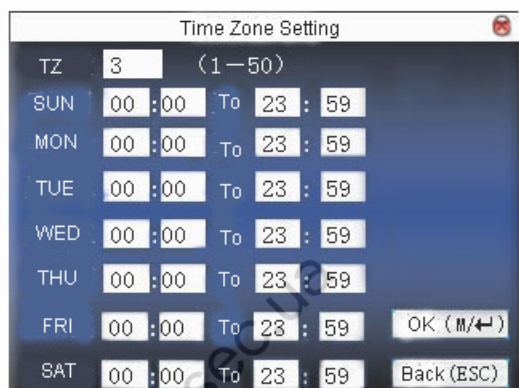 Time Zone Setting
TZ 3 (1—50)
SUN 00 :00 To 23 : 59
MON 00 :00 To 23 : 59
TUE 00 :00 To 23 : 59
WED 00 :00 To 23 : 59
THU 00 :00 To 23 : 59
FRI 00 :00 To 23 : 59 OK (M/↵)
SAT 00 :00 To 23 : 59 Back (ESC)
sec ua